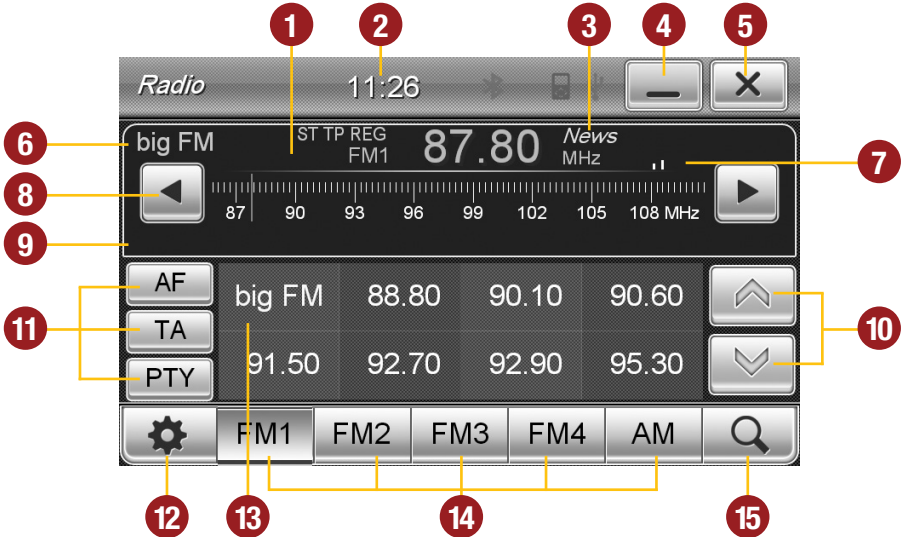 1 2 3 4 5
Radio 11:26
6 big FM ST TP REG FM1 87.80 News MHz 7
8 87 90 93 96 99 102 105 108 MHz
9
AF big FM 88.80 90.10 90.60
11 TA 10
PTY 91.50 92.70 92.90 95.30
FM1 FM2 FM3 FM4 AM
12 13 14 15